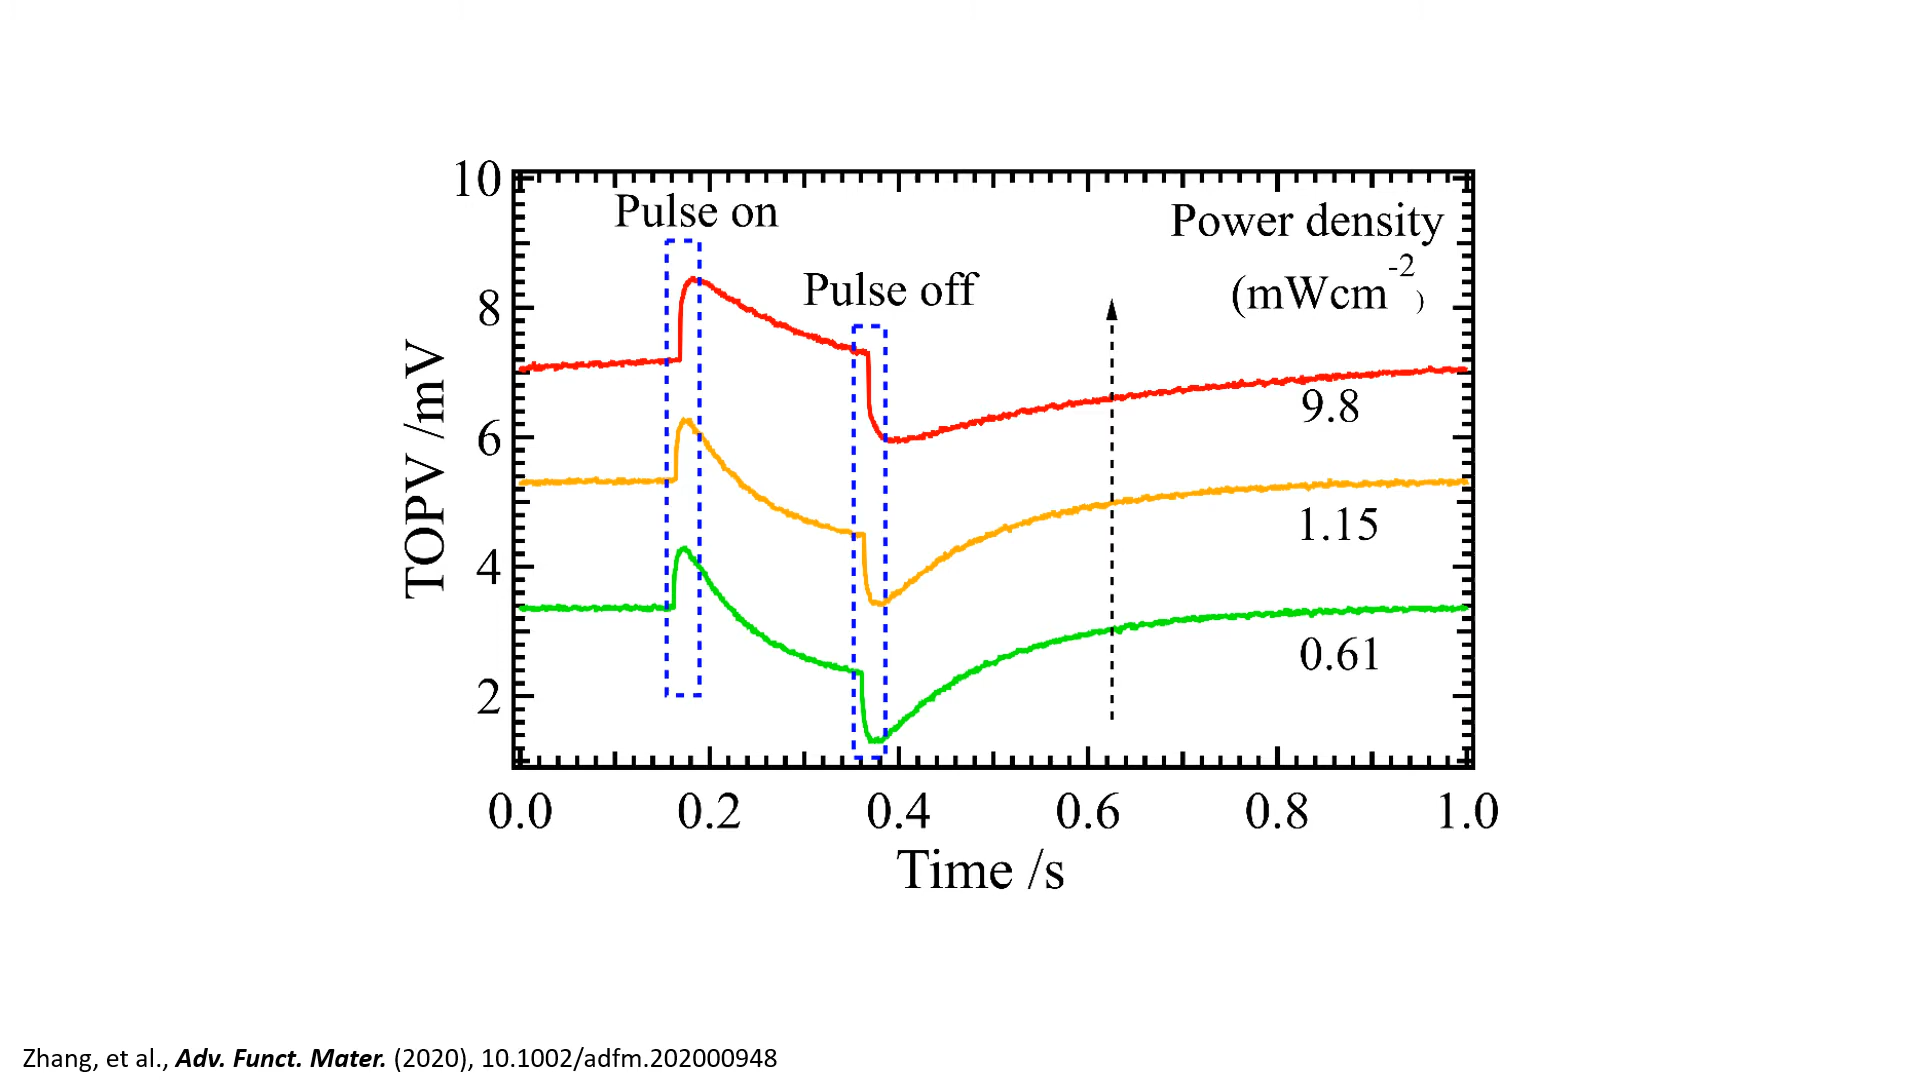 10
Pulse on
Power density
(mWcm-2)
Pulse off
8
9.8
6
TOPV /mV
1.15
4
0.61
2
0.0 0.2 0.4 0.6 0.8 1.0
Time /s
Zhang, et al., Adv. Funct. Mater. (2020), 10.1002/adfm.202000948